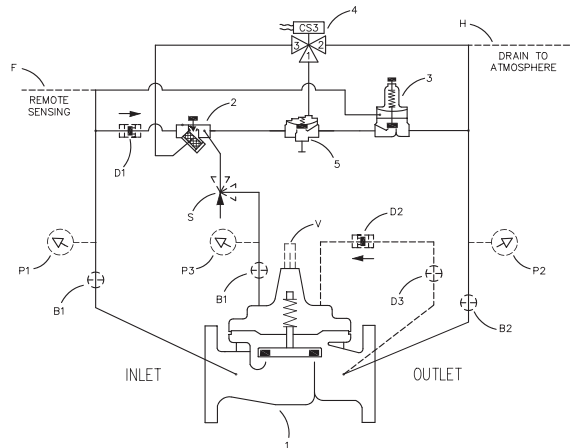 4
CS3
3
2
1
H
F
DRAIN TO
ATMOSPHERE
3
2
REMOTE
SENSING
D1
5
S
V
D2
P1
P3
P2
B1
B1
D3
B2
INLET
OUTLET
1